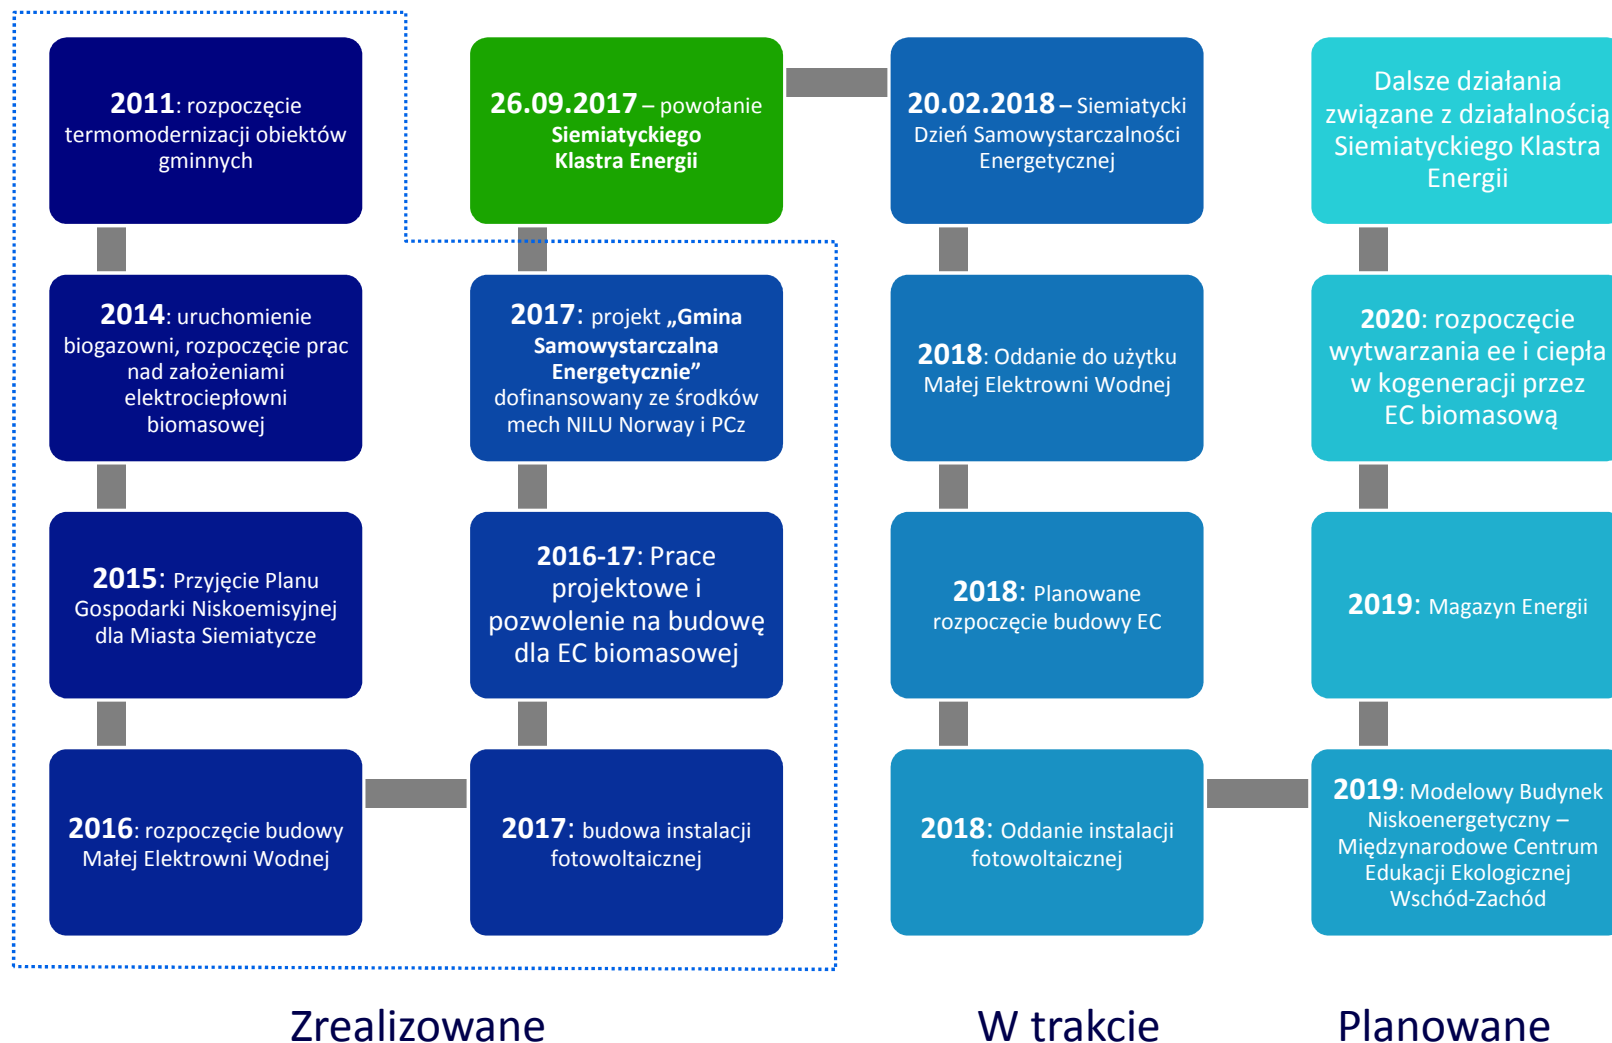 2011: rozpoczęcie
termomodernizacji obiektów
gminnych
2014: uruchomienie
biogazowni, rozpoczęcie prac
nad założeniami
elektrociepłowni
biomasowej
2015: Przyjęcie Planu
Gospodarki Niskoemisyjnej
dla Miasta Siemiatycze
2016: rozpoczęcie budowy
Małej Elektrowni Wodnej
2017: budowa instalacji
fotowoltaicznej
2016-17: Prace
projektowe i
pozwolenie na budowę
dla EC biomasowej
2017: projekt „Gmina
Samowystarczalna
Energetycznie”
dofinansowany ze środków
mech NILU Norway i PCz
26.09.2017 – powołanie
Siemiatyckiego
Klastra Energii
20.02.2018 – Siemiatycki
Dzień Samowystarczalności
Energetycznej
2018: Oddanie do użytku
Małej Elektrowni Wodnej
2018: Planowane
rozpoczęcie budowy EC
2018: Oddanie instalacji
fotowoltaicznej
2019: Modelowy Budynek
Niskoenergetyczny –
Międzynarodowe Centrum
Edukacji Ekologicznej
Wschód-Zachód
2019: Magazyn Energii
2020: rozpoczęcie
wytwarzania ee i ciepła
w kogeneracji przez
EC biomasową
Dalsze działania
związane z działalnością
Siemiatyckiego Klastra
Energii
Zrealizowane
W trakcie
Planowane